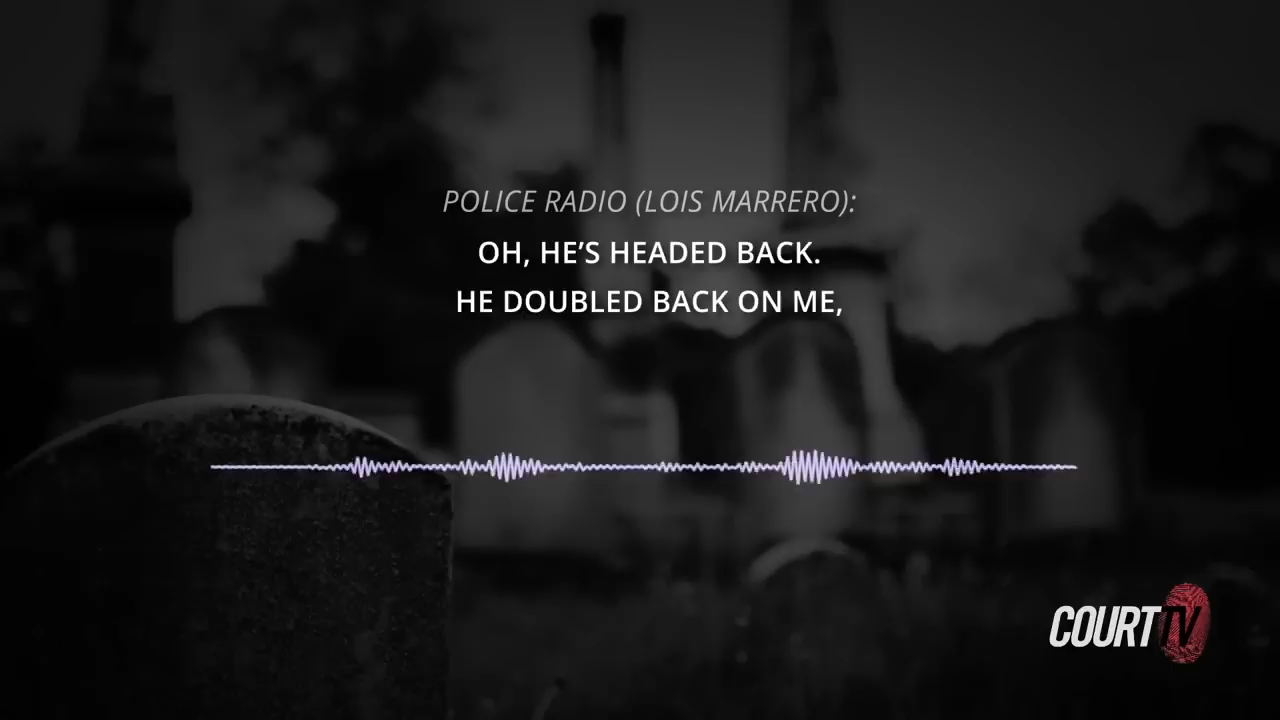 POLICE RADIO (LOIS MARRERO):
OH, HE’S HEADED BACK.
HE DOUBLED BACK ON ME,
COURT TV